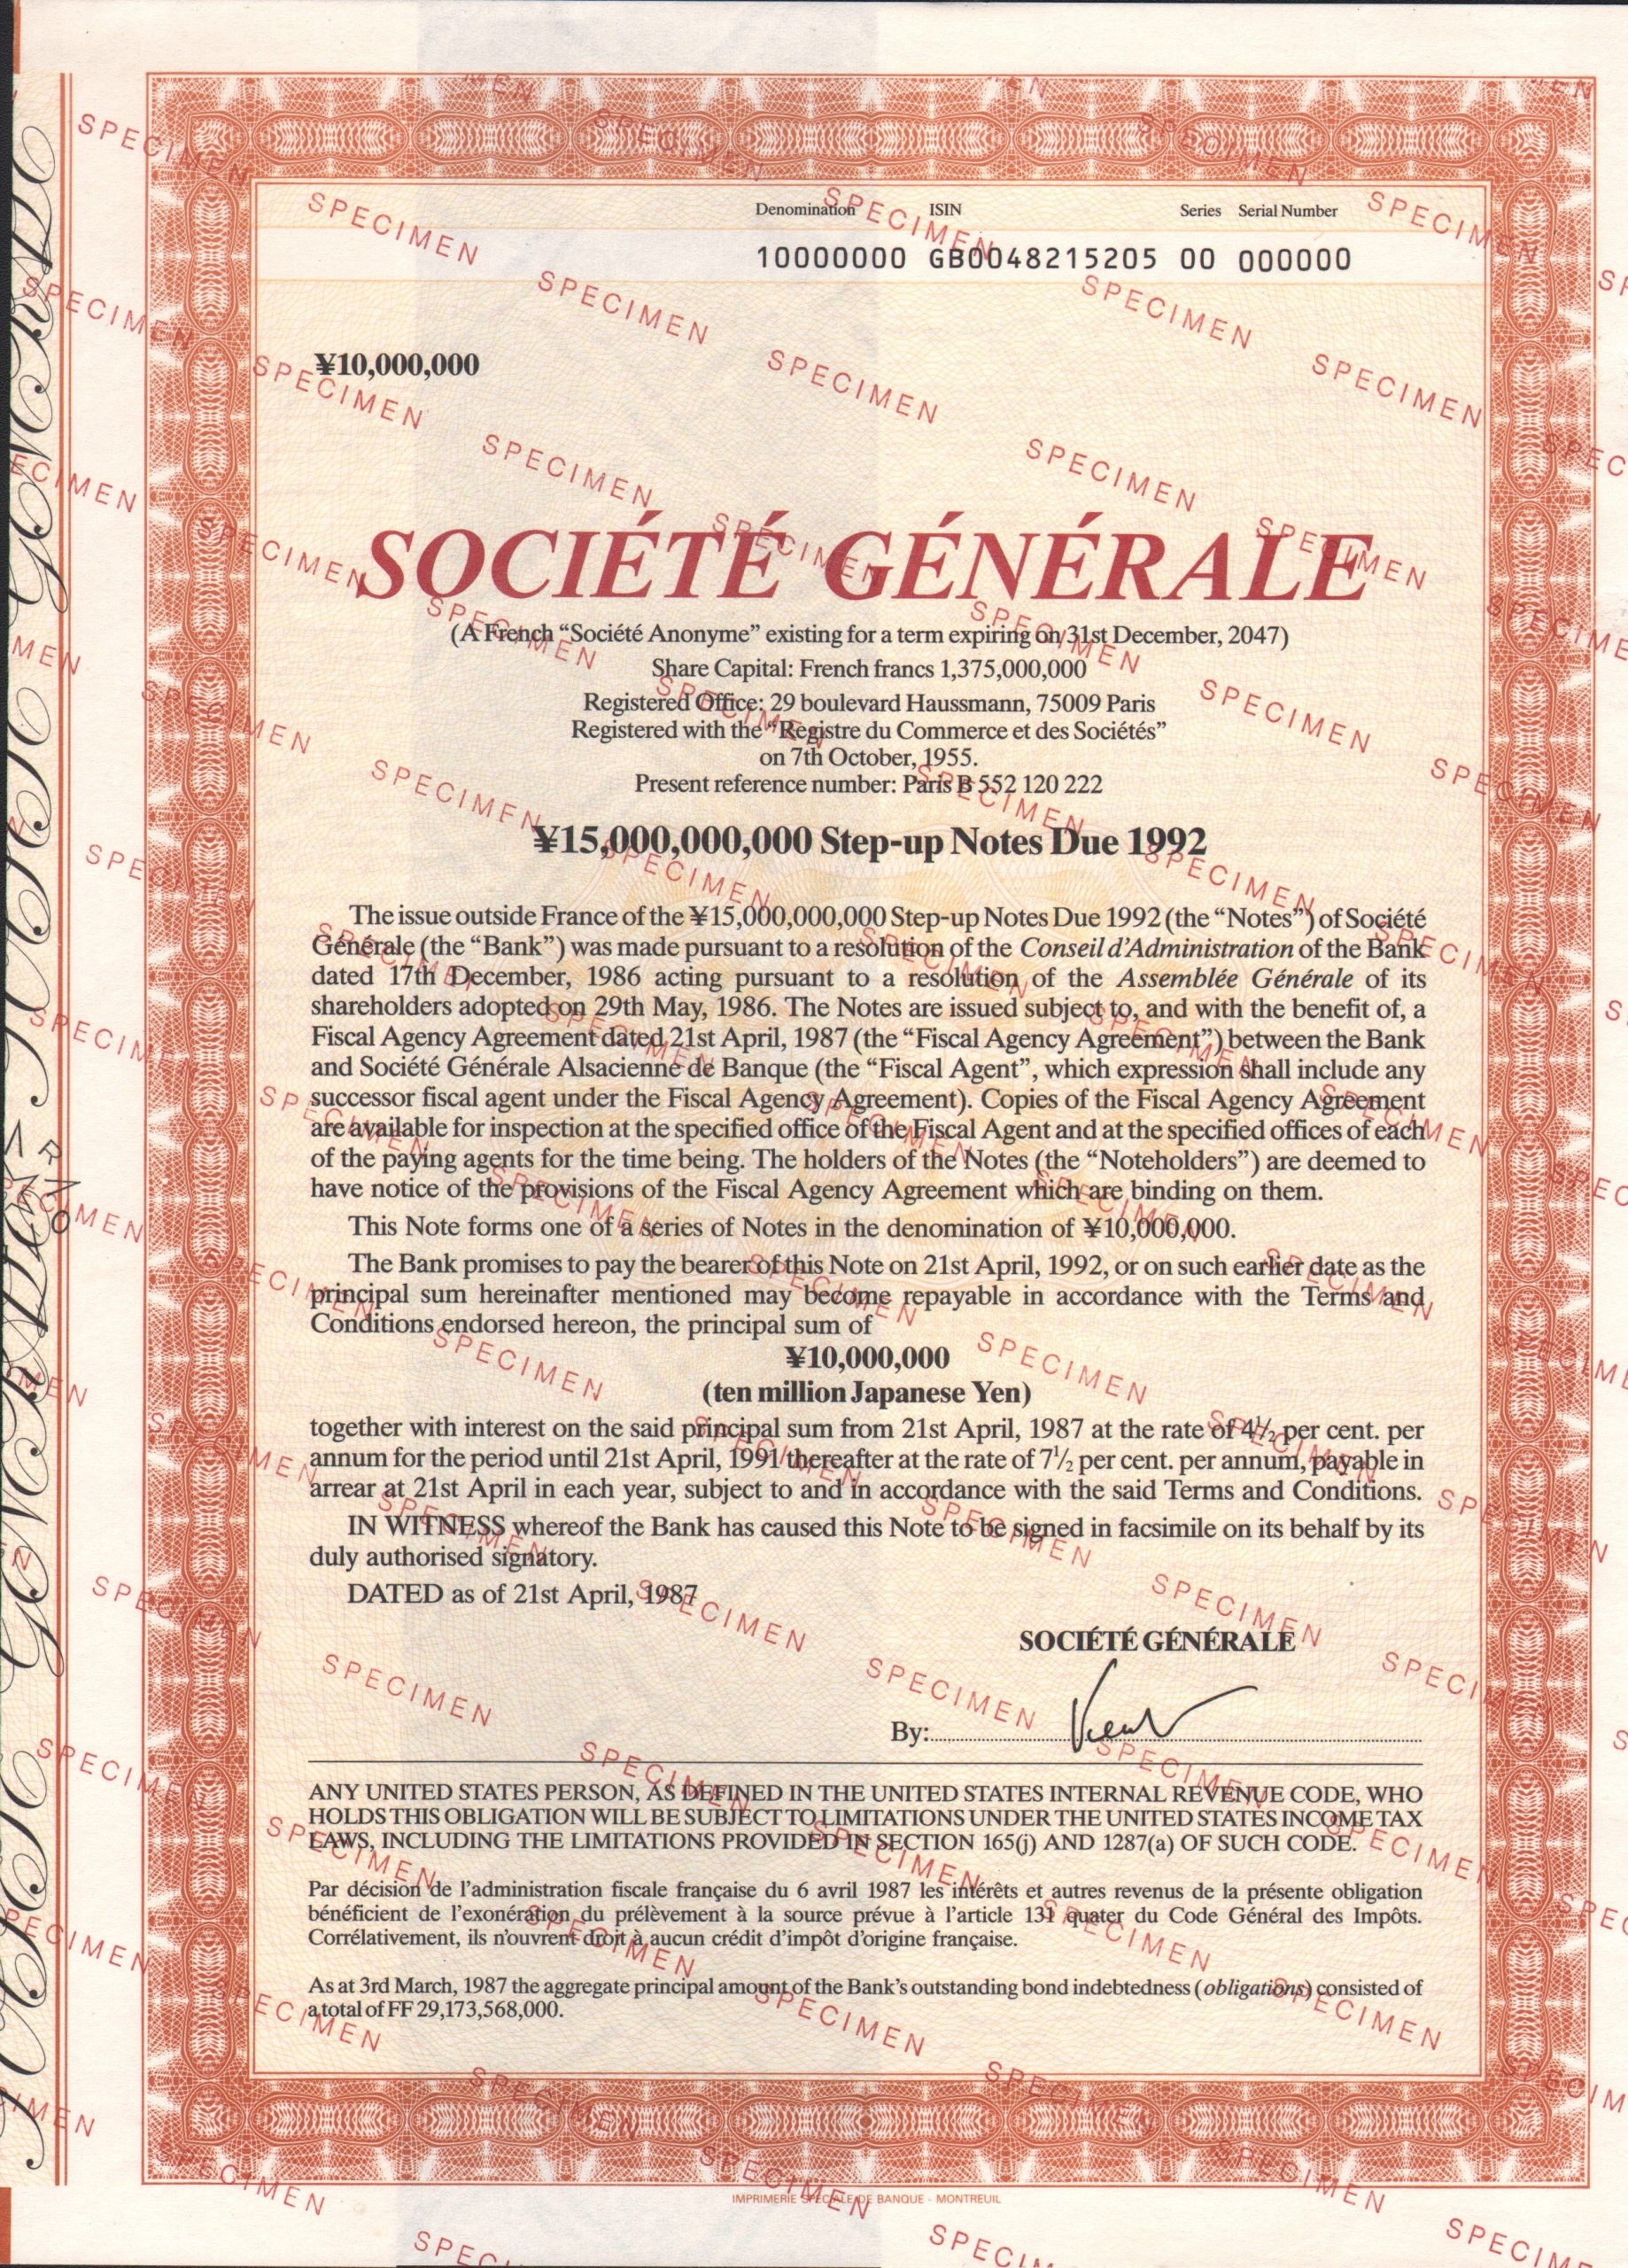 Denomination ISIN Series Serial Number
10000000 GB0048215205 00 000000
¥10,000,000
SOCIÉTÉ GÉNÉRALE
(A French “Société Anonyme” existing for a term expiring on 31st December, 2047)
Share Capital: French francs 1,375,000,000
Registered Office: 29 boulevard Haussmann, 75009 Paris
Registered with the “Registre du Commerce et des Sociétés”
on 7th October, 1955.
Present reference number: Paris B 552 120 222
¥15,000,000,000 Step-up Notes Due 1992
The issue outside France of the ¥15,000,000,000 Step-up Notes Due 1992 (the “Notes”) of Société
Générale (the “Bank”) was made pursuant to a resolution of the Conseil d’Administration of the Bank
dated 17th December, 1986 acting pursuant to a resolution of the Assemblée Générale of its
shareholders adopted on 29th May, 1986. The Notes are issued subject to, and with the benefit of, a
Fiscal Agency Agreement dated 21st April, 1987 (the “Fiscal Agency Agreement”) between the Bank
and Société Générale Alsacienne de Banque (the “Fiscal Agent”, which expression shall include any
successor fiscal agent under the Fiscal Agency Agreement). Copies of the Fiscal Agency Agreement
are available for inspection at the specified office of the Fiscal Agent and at the specified offices of each
of the paying agents for the time being. The holders of the Notes (the “Noteholders”) are deemed to
have notice of the provisions of the Fiscal Agency Agreement which are binding on them.
This Note forms one of a series of Notes in the denomination of ¥10,000,000.
The Bank promises to pay the bearer of this Note on 21st April, 1992, or on such earlier date as the
principal sum hereinafter mentioned may become repayable in accordance with the Terms and
Conditions endorsed hereon, the principal sum of
¥10,000,000
(ten million Japanese Yen)
together with interest on the said principal sum from 21st April, 1987 at the rate of 4½ per cent. per
annum for the period until 21st April, 1991 thereafter at the rate of 7½ per cent. per annum, payable in
arrear at 21st April in each year, subject to and in accordance with the said Terms and Conditions.
IN WITNESS whereof the Bank has caused this Note to be signed in facsimile on its behalf by its
duly authorised signatory.
DATED as of 21st April, 1987
SOCIÉTÉ GÉNÉRALE
By:
ANY UNITED STATES PERSON, AS DEFINED IN THE UNITED STATES INTERNAL REVENUE CODE, WHO
HOLDS THIS OBLIGATION WILL BE SUBJECT TO LIMITATIONS UNDER THE UNITED STATES INCOME TAX
LAWS, INCLUDING THE LIMITATIONS PROVIDED IN SECTION 165(j) AND 1287(a) OF SUCH CODE.
Par décision de l’administration fiscale française du 6 avril 1987 les intérêts et autres revenus de la présente obligation
bénéficient de l’exonération du prélèvement à la source prévue à l’article 131 quater du Code Général des Impôts.
Corrélativement, ils n’ouvrent droit à aucun crédit d’impôt d’origine française.
As at 3rd March, 1987 the aggregate principal amount of the Bank’s outstanding bond indebtedness (obligations) consisted of
a total of FF 29,173,568,000.
IMPRIMERIE SPÉCIALE DE BANQUE - MONTREUIL
SPECIMEN